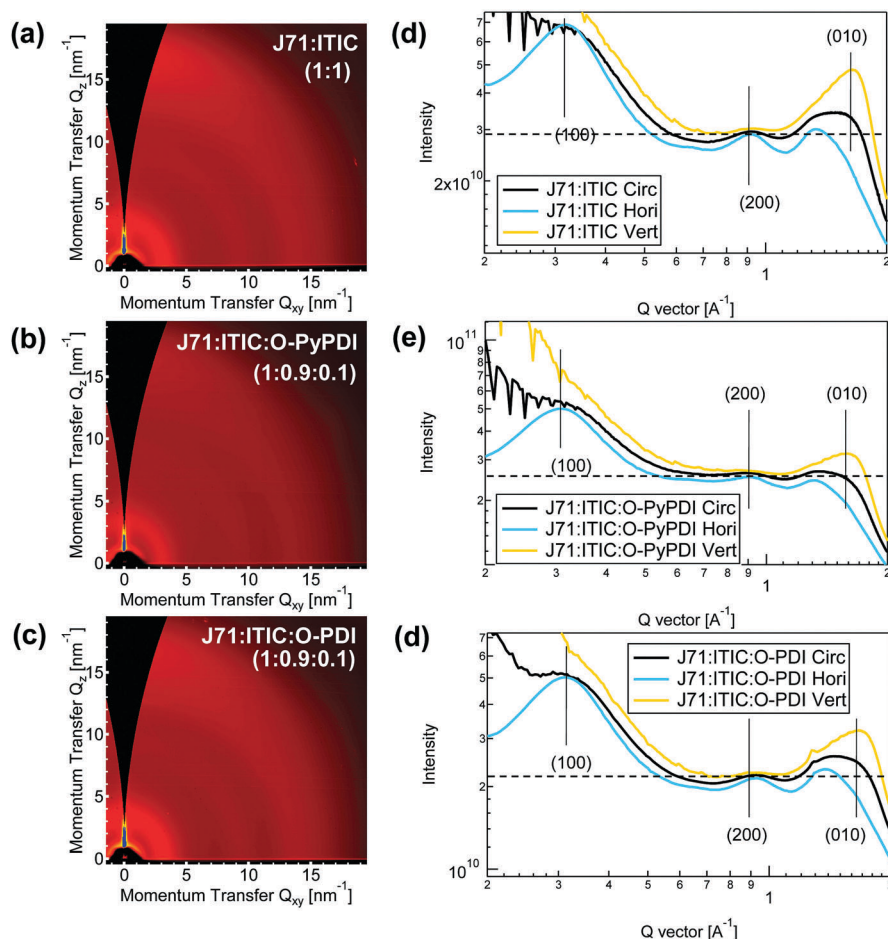 (a)
J71:ITIC
(1:1)
Momentum Transfer Qz [nm-1]
15
10
5
0
0 5 10 15
Momentum Transfer Qxy [nm-1]
(b)
J71:ITIC:O-PyPDI
(1:0.9:0.1)
Momentum Transfer Qz [nm-1]
15
10
5
0
0 5 10 15
Momentum Transfer Qxy [nm-1]
(c)
J71:ITIC:O-PDI
(1:0.9:0.1)
Momentum Transfer Qz [nm-1]
15
10
5
0
0 5 10 15
Momentum Transfer Qxy [nm-1]
(d)
Intensity
7
6
5
4
3
2x10^10
(010)
(100)
(200)
J71:ITIC Circ
J71:ITIC Hori
J71:ITIC Vert
2 3 4 5 6 7 8 9 1 2
Q vector [A-1]
(e)
Intensity
10^11
9
8
7
6
5
4
3
2
(200)
(010)
(100)
J71:ITIC:O-PyPDI Circ
J71:ITIC:O-PyPDI Hori
J71:ITIC:O-PyPDI Vert
2 3 4 5 6 7 8 9 1 2
Q vector [A-1]
(d)
Intensity
7
6
5
4
3
2
10^10
J71:ITIC:O-PDI Circ
J71:ITIC:O-PDI Hori
J71:ITIC:O-PDI Vert
(100)
(200)
(010)
2 3 4 5 6 7 8 9 1 2
Q vector [A-1]